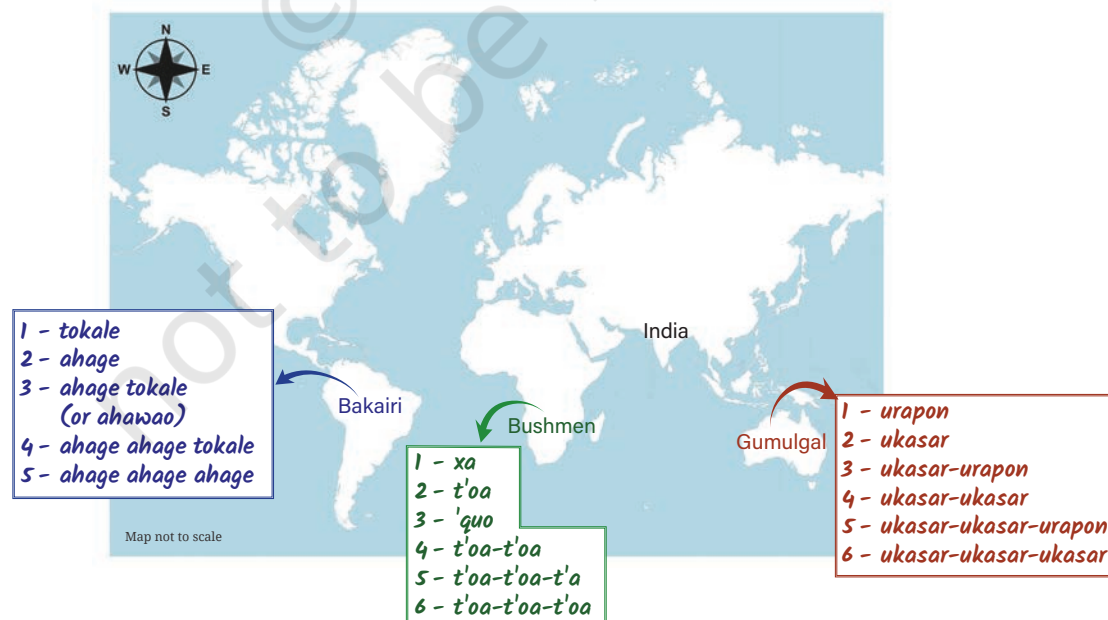 ©
not to be
N
W
E
S
India
Bakairi
Bushmen
Gumulgal
1 - tokale
2 - ahage
3 - ahage tokale
(or ahawao)
4 - ahage ahage tokale
5 - ahage ahage ahage
1 - xa
2 - t'oa
3 - 'quo
4 - t'oa-t'oa
5 - t'oa-t'oa-t'a
6 - t'oa-t'oa-t'oa
1 - urapon
2 - ukasar
3 - ukasar-urapon
4 - ukasar-ukasar
5 - ukasar-ukasar-urapon
6 - ukasar-ukasar-ukasar
Map not to scale